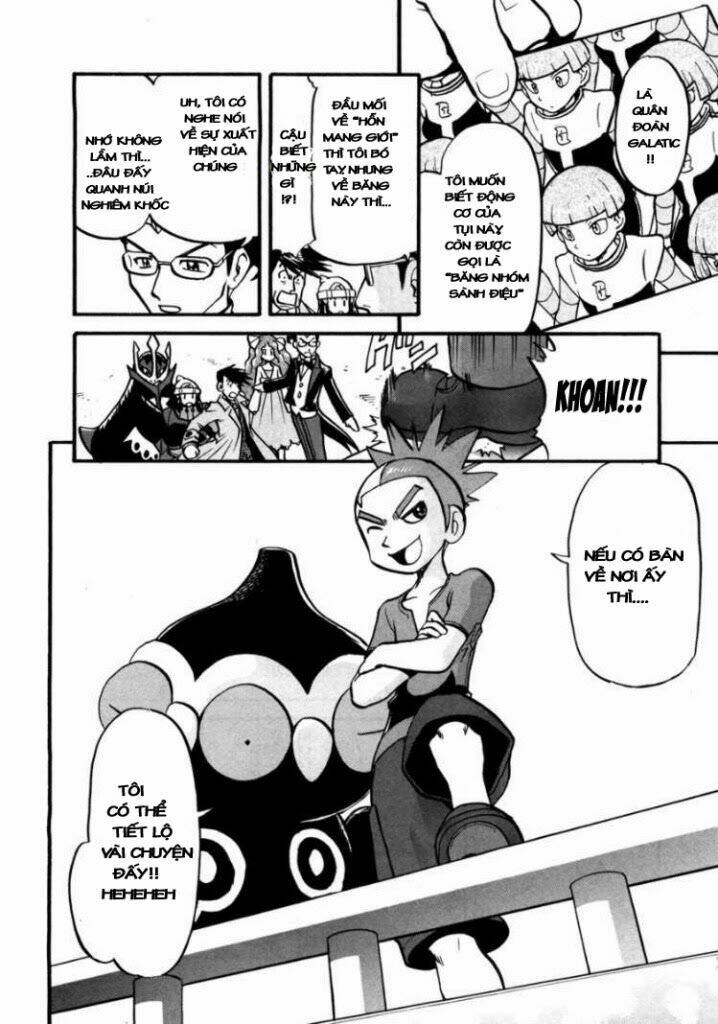 LÀ
QUÂN
ĐOÀN
GALATIC
!!
TÔI MUỐN
BIẾT ĐỘNG
CƠ CỦA
TỤI NÀY
CÒN ĐƯỢC
GỌI LÀ
"BĂNG NHÓM
SÀNH ĐIỆU"
ĐẦU MỐI
VỀ "HỖN
MANG GIỚI"
THÌ TÔI BÓ
TAY NHƯNG
VỀ BĂNG
NÀY THÌ...
CẬU
BIẾT
NHỮNG
GÌ
!?!
UH, TÔI CÓ
NGHE NÓI
VỀ SỰ XUẤT
HIỆN CỦA
CHÚNG
NHỚ KHÔNG
LẦM THÌ...
..ĐÂU ĐẤY
QUANH NÚI
NGHIÊM KHỐC
KHOAN!!!
NẾU CÓ BÀN
VỀ NƠI ẤY
THÌ....
TÔI
CÓ THỂ
TIẾT LỘ
VÀI CHUYỆN
ĐẤY!!
HEHEHEH